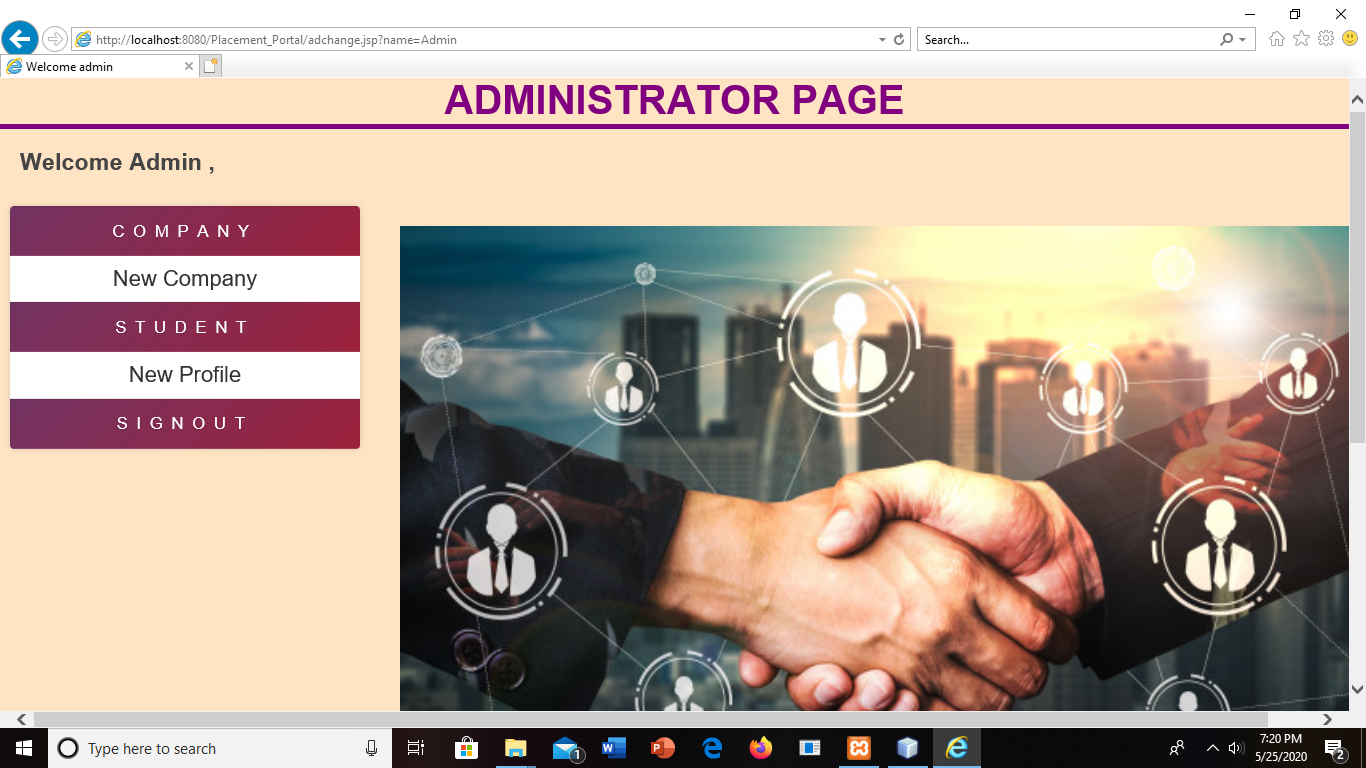 http://localhost:8080/Placement_Portal/adchange.jsp?name=Admin
Search...
Welcome admin
ADMINISTRATOR PAGE
Welcome Admin ,
COMPANY
New Company
STUDENT
New Profile
SIGNOUT
Type here to search
1
7:20 PM
5/25/2020
2